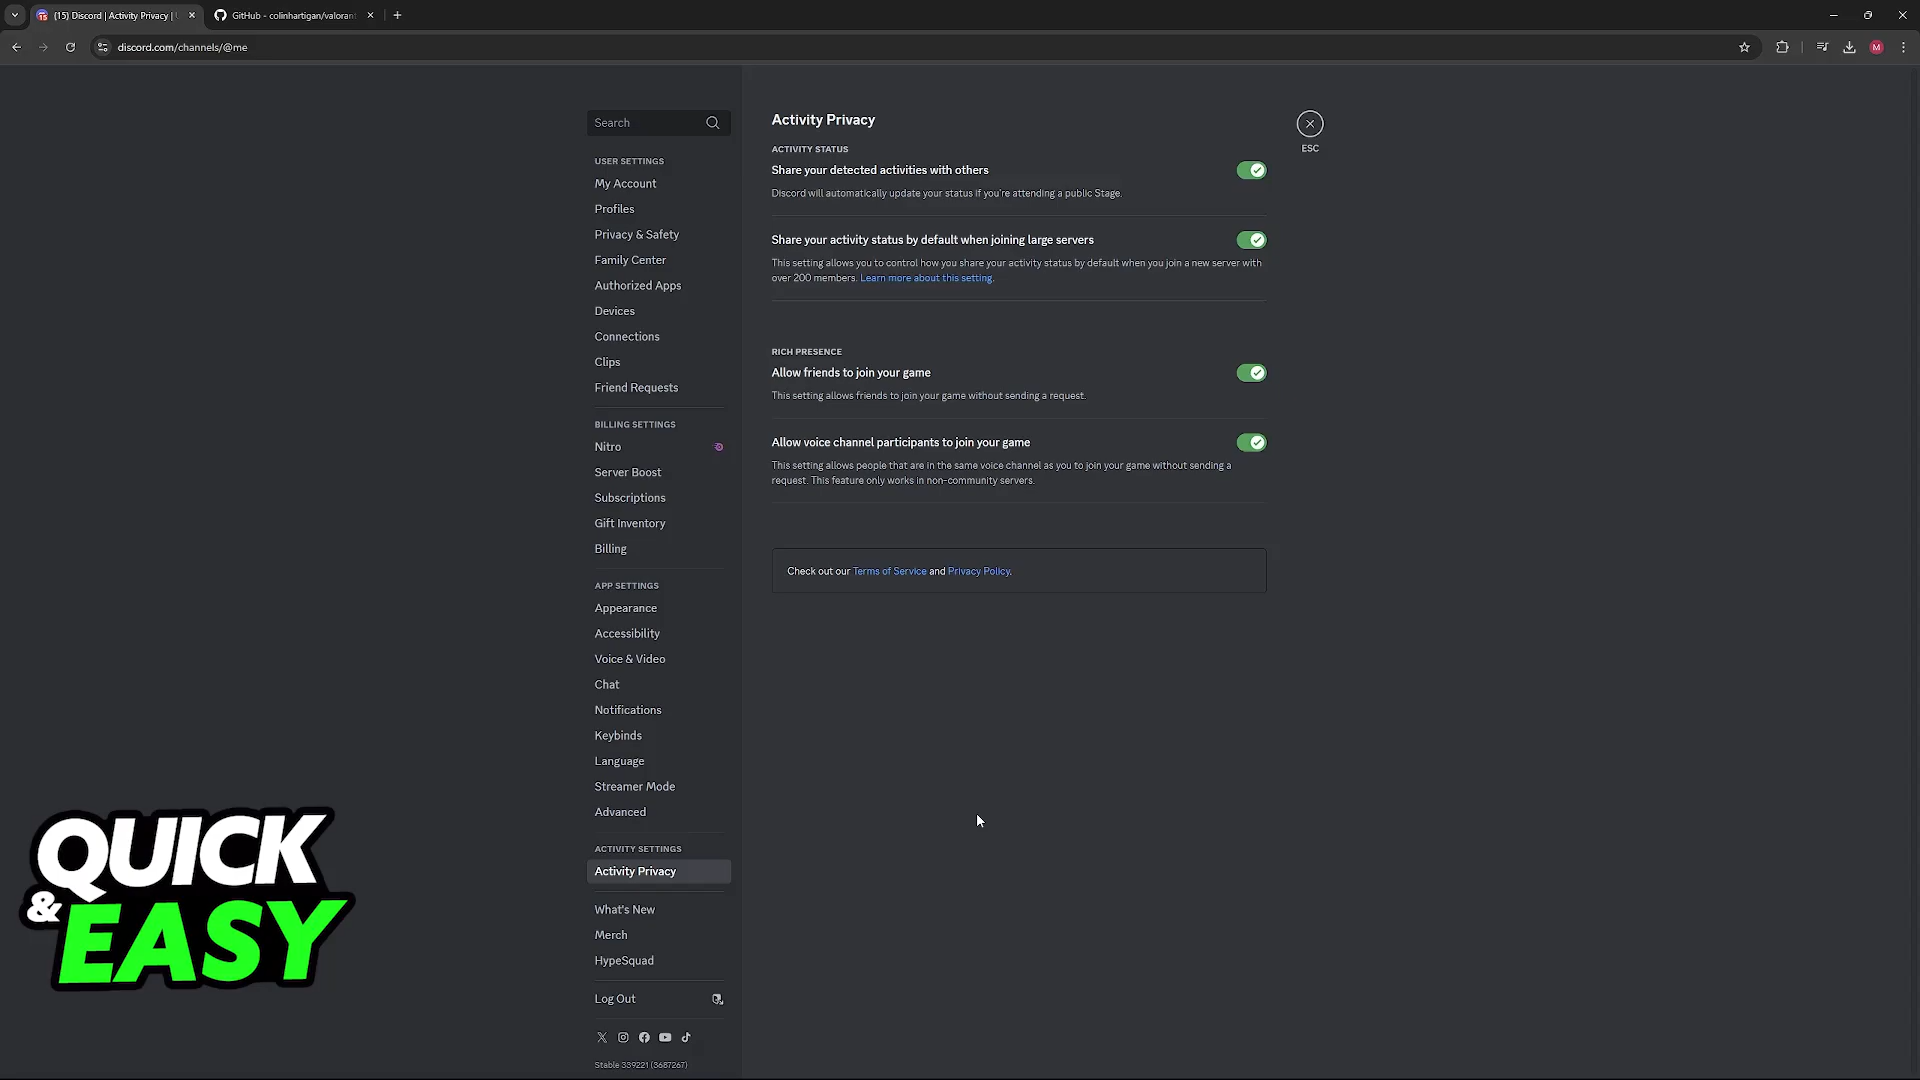 (15) Discord | Activity Privacy |
GitHub - colinhartigan/valorant
discord.com/channels/@me
M
Search
USER SETTINGS
My Account
Profiles
Privacy & Safety
Family Center
Authorized Apps
Devices
Connections
Clips
Friend Requests
BILLING SETTINGS
Nitro
Server Boost
Subscriptions
Gift Inventory
Billing
APP SETTINGS
Appearance
Accessibility
Voice & Video
Chat
Notifications
Keybinds
Language
Streamer Mode
Advanced
ACTIVITY SETTINGS
Activity Privacy
What's New
Merch
HypeSquad
Log Out
Stable 339221 (3687267)
Activity Privacy
ACTIVITY STATUS
Share your detected activities with others
Discord will automatically update your status if you're attending a public Stage.
Share your activity status by default when joining large servers
This setting allows you to control how you share your activity status by default when you join a new server with
over 200 members. Learn more about this setting.
RICH PRESENCE
Allow friends to join your game
This setting allows friends to join your game without sending a request.
Allow voice channel participants to join your game
This setting allows people that are in the same voice channel as you to join your game without sending a
request. This feature only works in non-community servers.
Check out our Terms of Service and Privacy Policy.
ESC
QUICK
& EASY